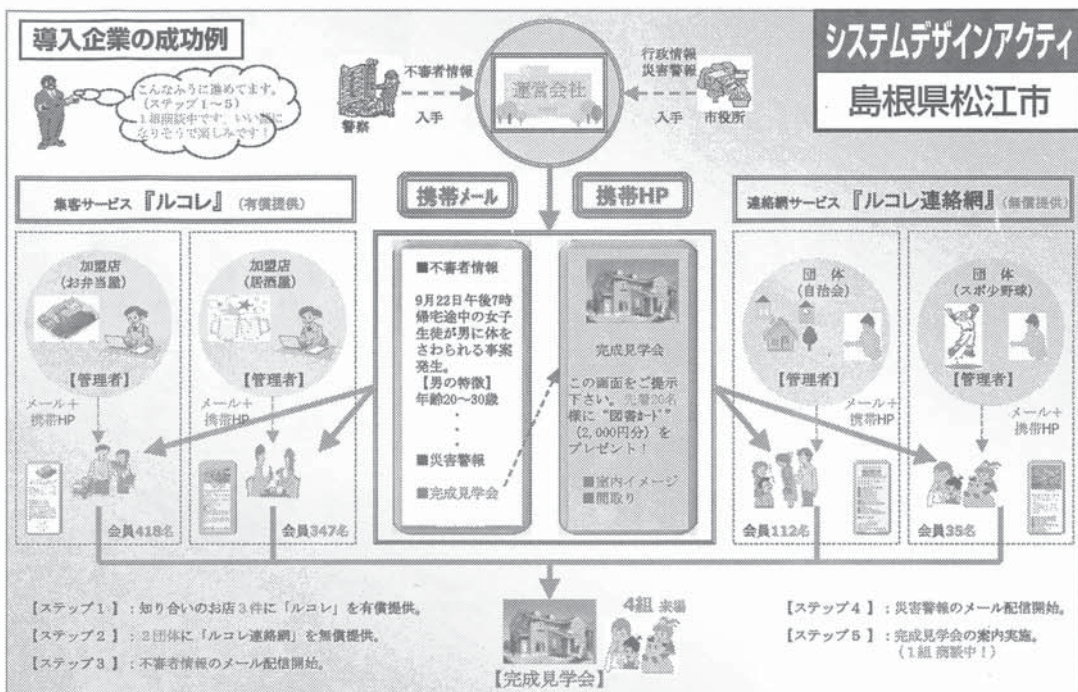 導入企業の成功例
こんなふうに進めてます。
(ステップ1~5)
1組商談中です。いい話に
なりそうで楽しみです!
不審者情報
入手
警察
運営会社
行政情報
災害警報
入手
市役所
システムデザインアクティ
島根県松江市
集客サービス『ルコレ』(有償提供)
携帯メール
携帯HP
連絡網サービス『ルコレ連絡網』(無償提供)
加盟店
(お弁当屋)
【管理者】
メール+
携帯HP
会員418名
加盟店
(居酒屋)
【管理者】
メール+
携帯HP
会員347名
■不審者情報
9月22日午後7時
帰宅途中の女子
生徒が男に体を
さわられる事案
発生。
【男の特徴】
年齢20~30歳
・
・
・
■災害警報
■完成見学会
完成見学会
この画面をご提示
下さい。先着20名
様に“図書カード”
(2,000円分)を
プレゼント!
■室内イメージ
■間取り
団 体
(自治会)
【管理者】
メール+
携帯HP
会員112名
団 体
(スポ少野球)
【管理者】
メール+
携帯HP
会員35名
【ステップ1】:知り合いのお店3件に「ルコレ」を有償提供。
【ステップ2】:2団体に「ルコレ連絡網」を無償提供。
【ステップ3】:不審者情報のメール配信開始。
4組 来場
【完成見学会】
【ステップ4】:災害警報のメール配信開始。
【ステップ5】:完成見学会の案内実施。
(1組 商談中!)